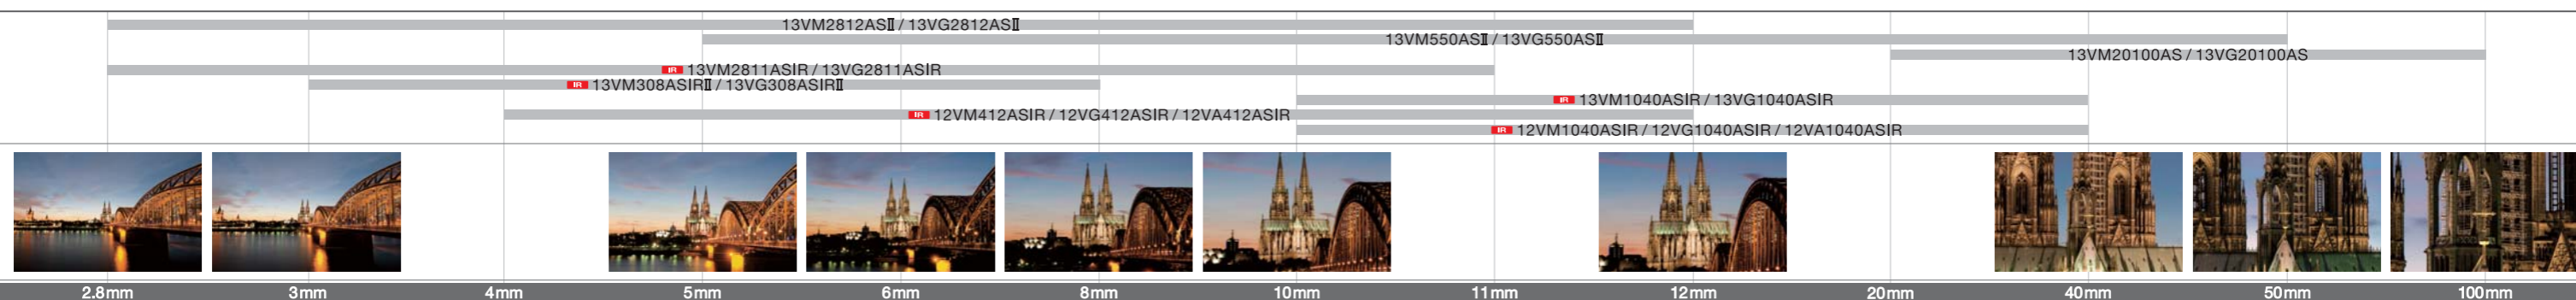 13VM2812ASⅡ / 13VG2812ASⅡ
13VM550ASⅡ / 13VG550ASⅡ
13VM20100AS / 13VG20100AS
IR 13VM2811ASIR / 13VG2811ASIR
IR 13VM308ASIRⅡ / 13VG308ASIRⅡ
IR 13VM1040ASIR / 13VG1040ASIR
IR 12VM412ASIR / 12VG412ASIR / 12VA412ASIR
IR 12VM1040ASIR / 12VG1040ASIR / 12VA1040ASIR
2.8mm 3mm 4mm 5mm 6mm 8mm 10mm 11mm 12mm 20mm 40mm 50mm 100mm